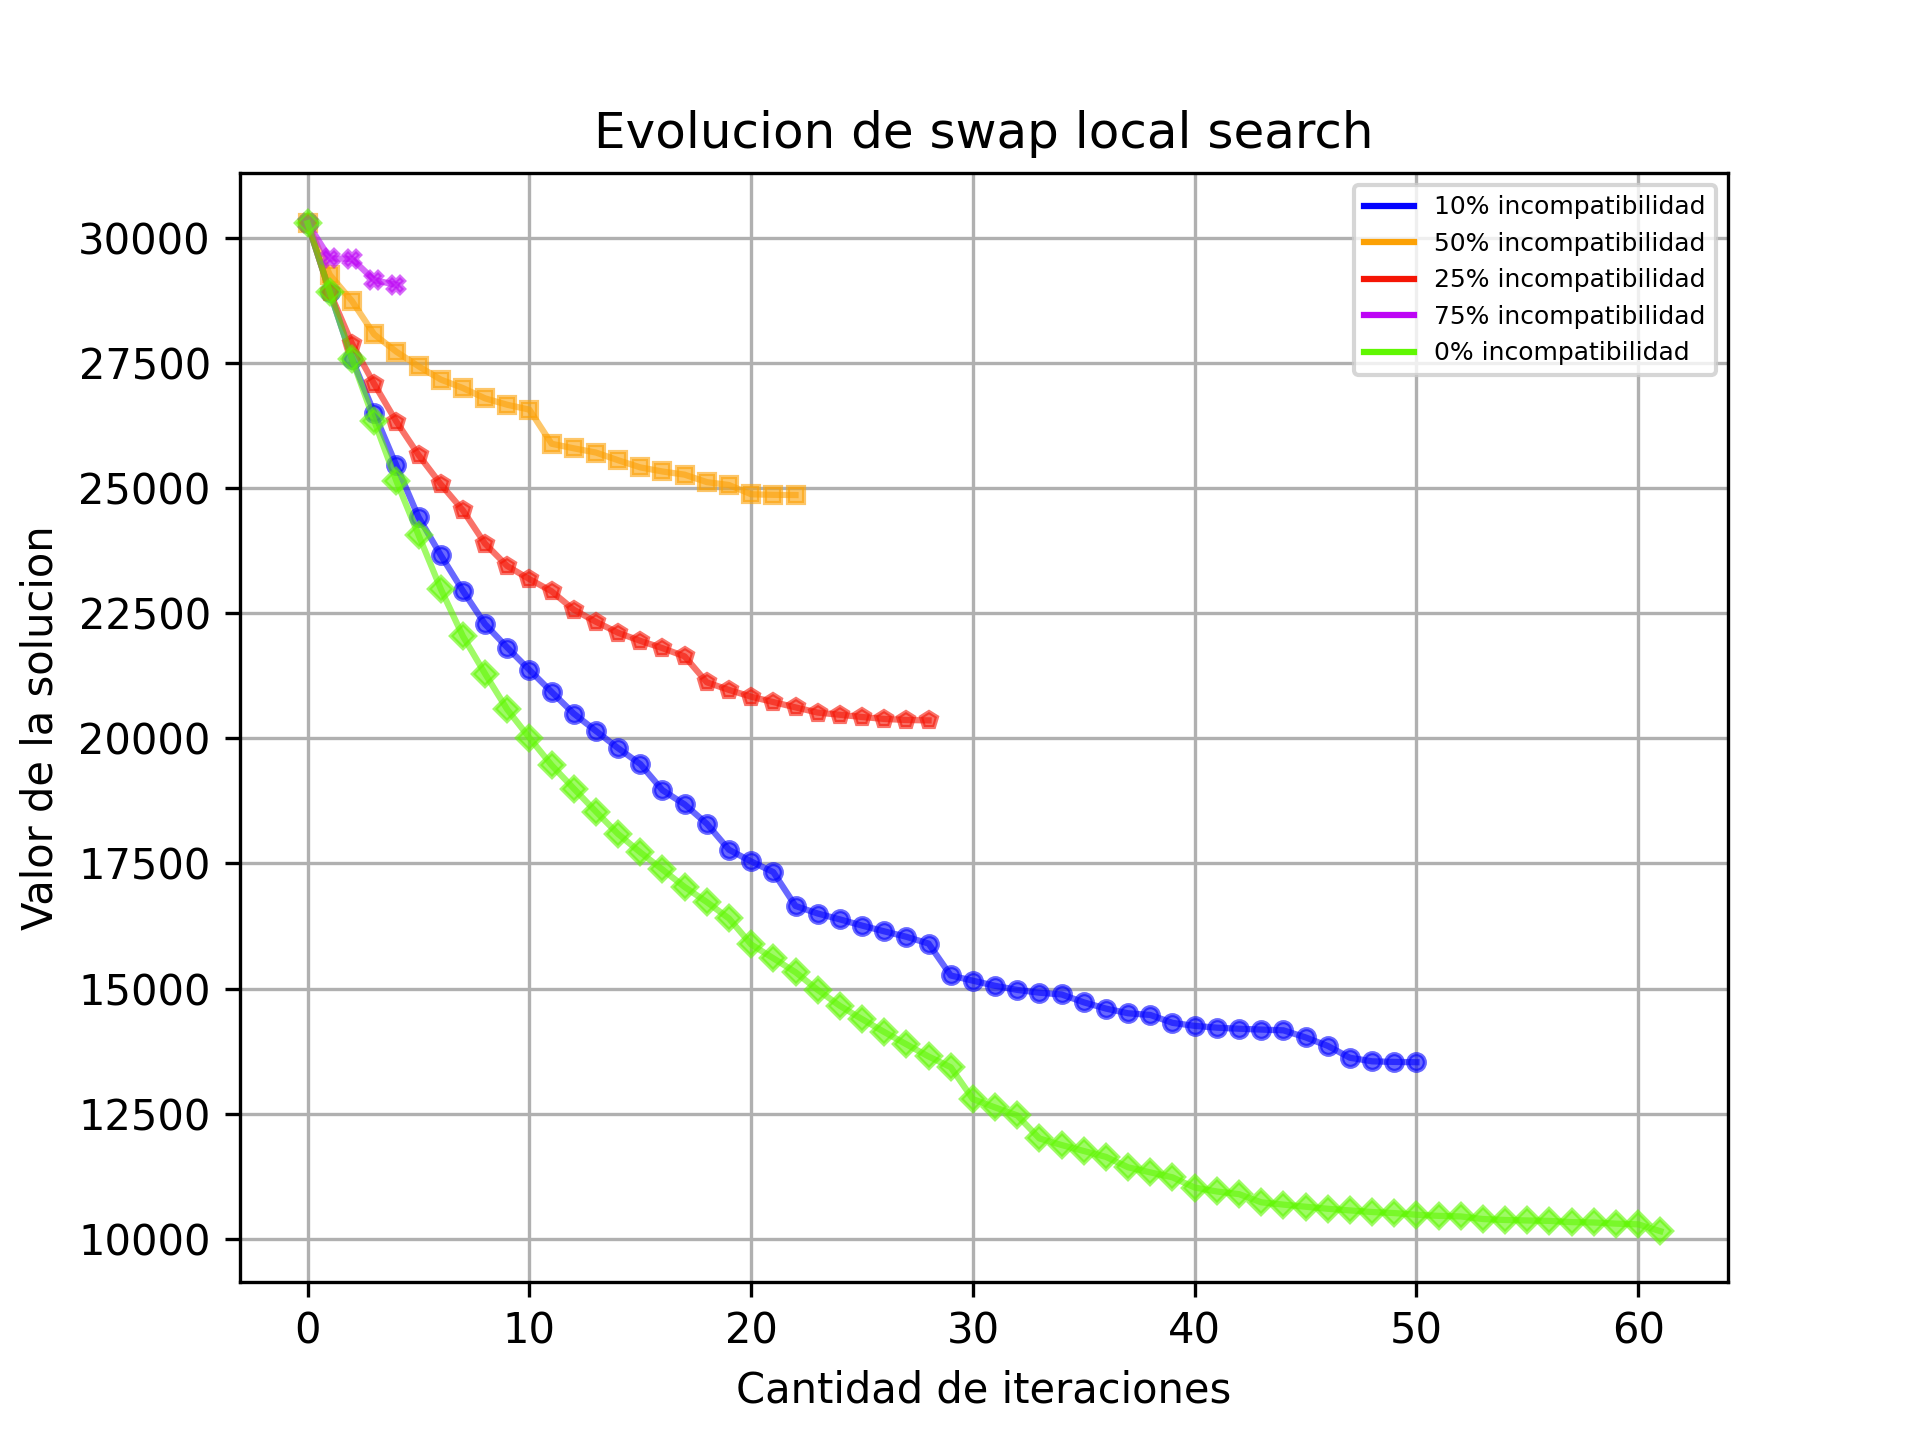 Evolucion de swap local search
10% incompatibilidad
50% incompatibilidad
25% incompatibilidad
75% incompatibilidad
0% incompatibilidad
Valor de la solucion
30000
27500
25000
22500
20000
17500
15000
12500
10000
0 10 20 30 40 50 60
Cantidad de iteraciones